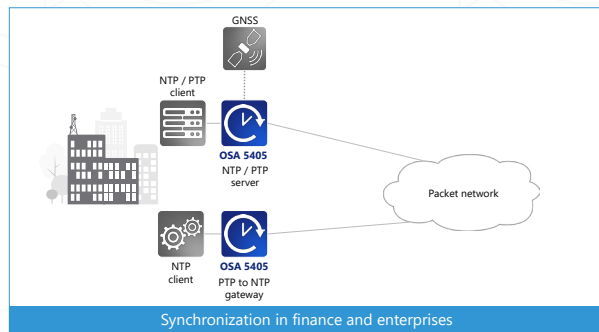 GNSS
NTP / PTP
client
OSA 5405
NTP / PTP
server
Packet network
NTP
client
OSA 5405
PTP to NTP
gateway
Synchronization in finance and enterprises